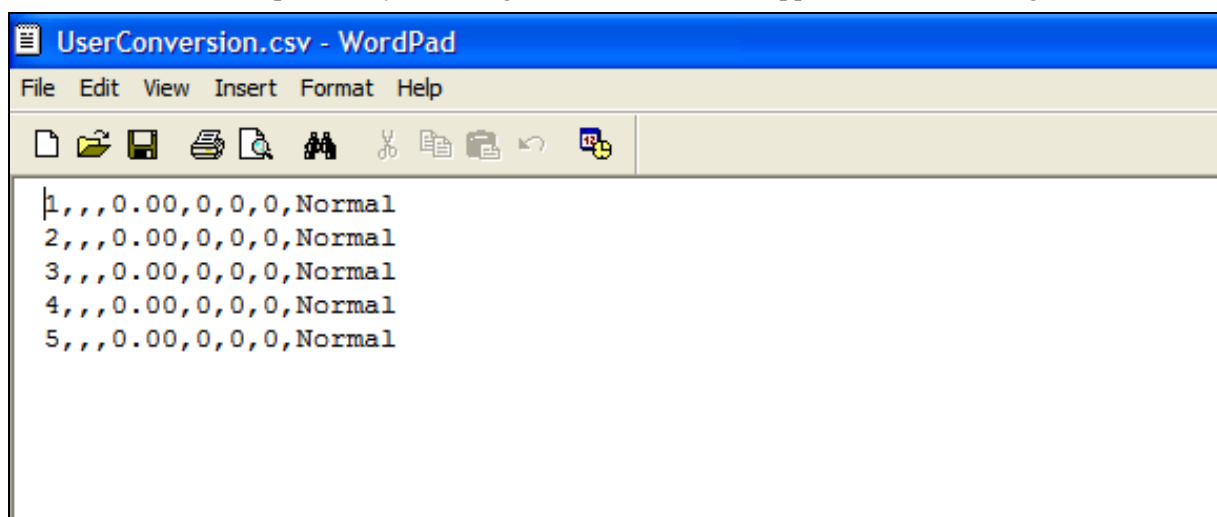 UserConversion.csv - WordPad
File Edit View Insert Format Help
1,,,0.00,0,0,0,Normal
2,,,0.00,0,0,0,Normal
3,,,0.00,0,0,0,Normal
4,,,0.00,0,0,0,Normal
5,,,0.00,0,0,0,Normal